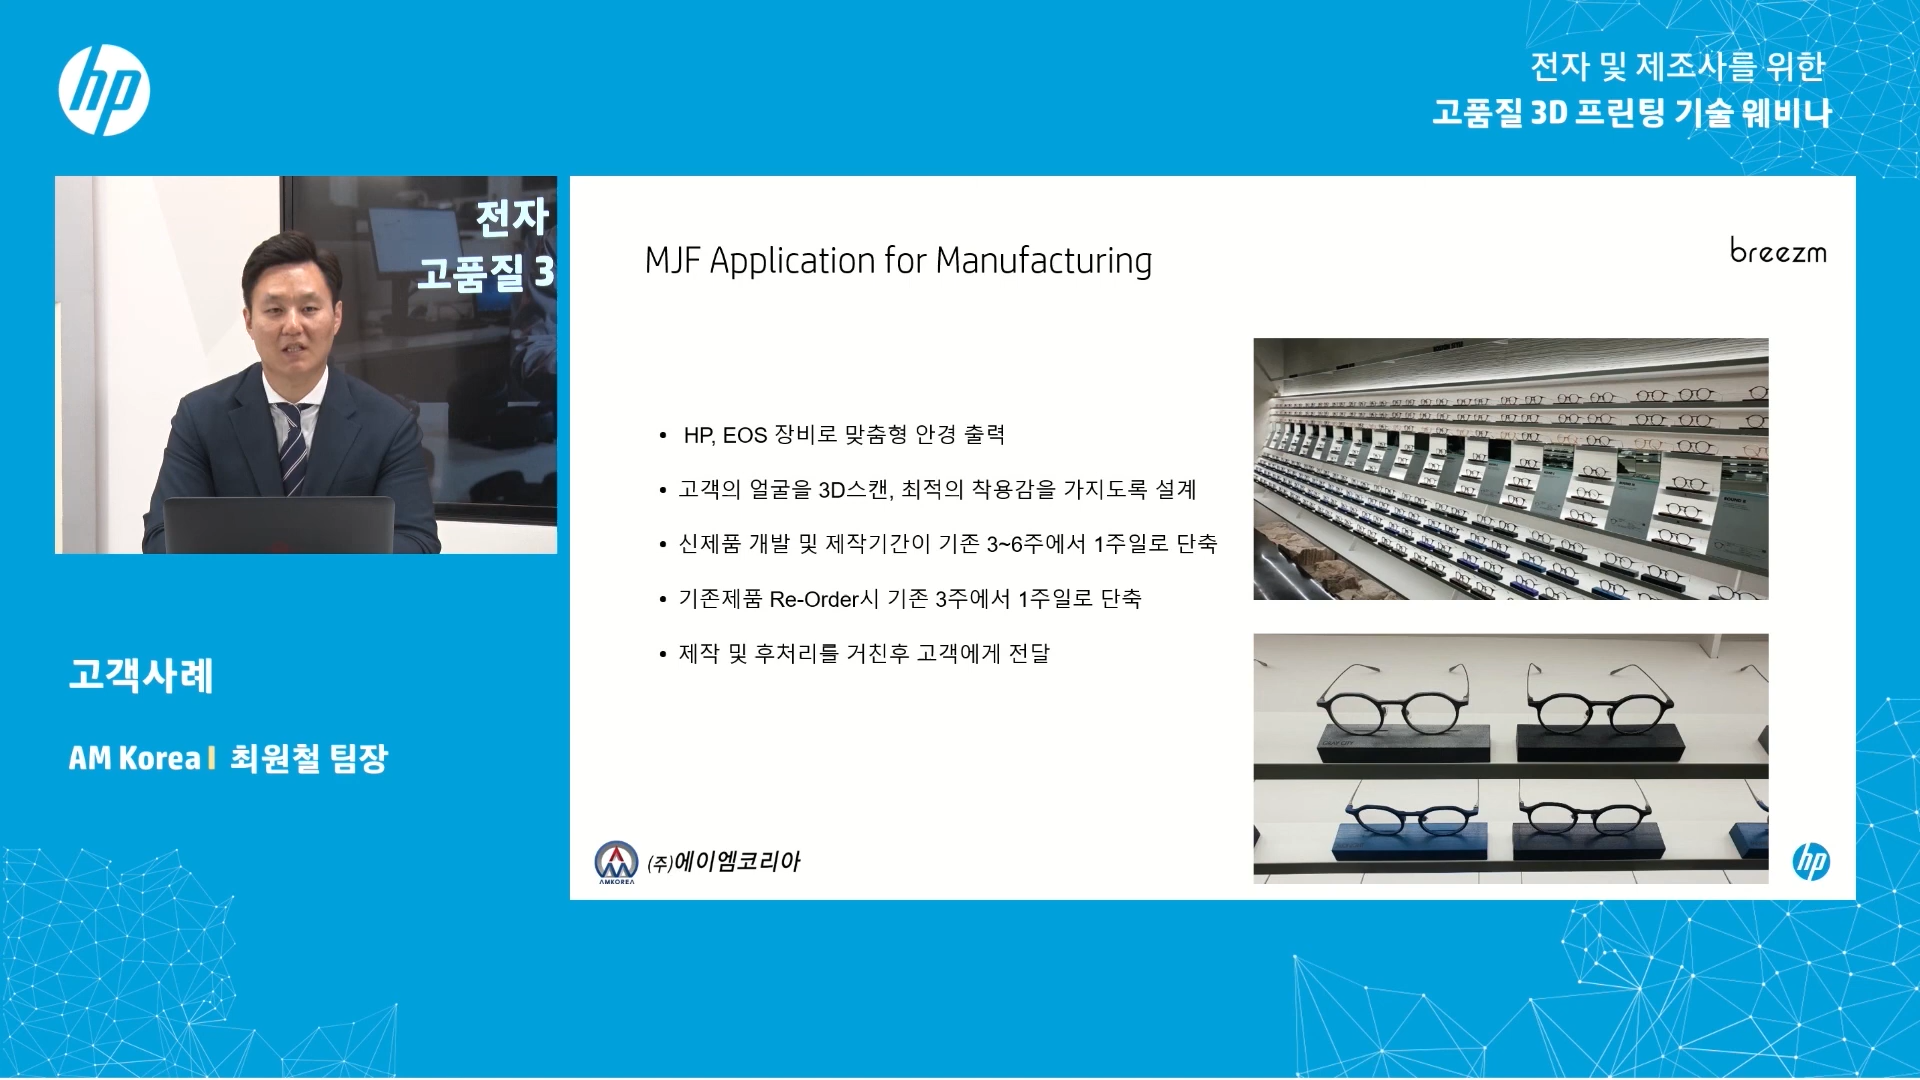 hp
전자 및 제조사를 위한
고품질 3D 프린팅 기술 웨비나
전자
고품질 3
고객사례
AM Korea I 최원철 팀장
MJF Application for Manufacturing
breezm
• HP, EOS 장비로 맞춤형 안경 출력
• 고객의 얼굴을 3D스캔, 최적의 착용감을 가지도록 설계
• 신제품 개발 및 제작기간이 기존 3~6주에서 1주일로 단축
• 기존제품 Re-Order시 기존 3주에서 1주일로 단축
• 제작 및 후처리를 거친후 고객에게 전달
AMKOREA
(주)에이엠코리아
hp